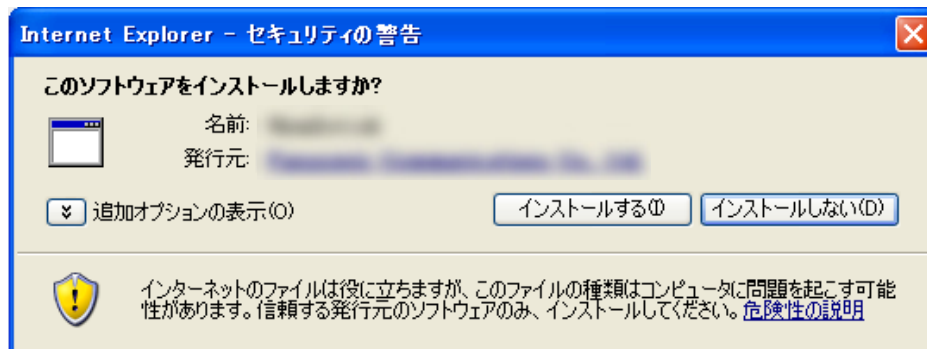 Internet Explorer - セキュリティの警告
このソフトウェアをインストールしますか?
名前:
発行元:
追加オプションの表示(O)
インストールする(I)
インストールしない(D)
インターネットのファイルは役に立ちますが、このファイルの種類はコンピュータに問題を起こす可能
性があります。信頼する発行元のソフトウェアのみ、インストールしてください。危険性の説明